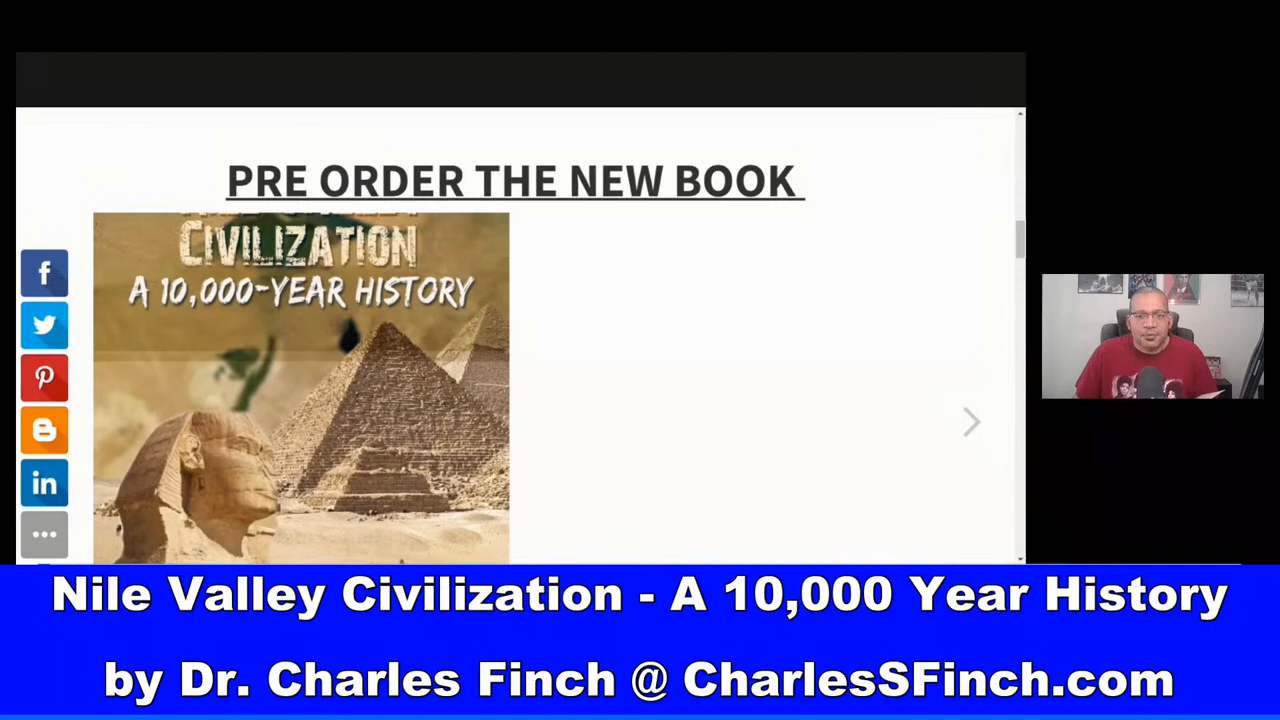 PRE ORDER THE NEW BOOK
CIVILIZATION
A 10,000-YEAR HISTORY
f
in
Nile Valley Civilization - A 10,000 Year History
by Dr. Charles Finch @ CharlesSFinch.com